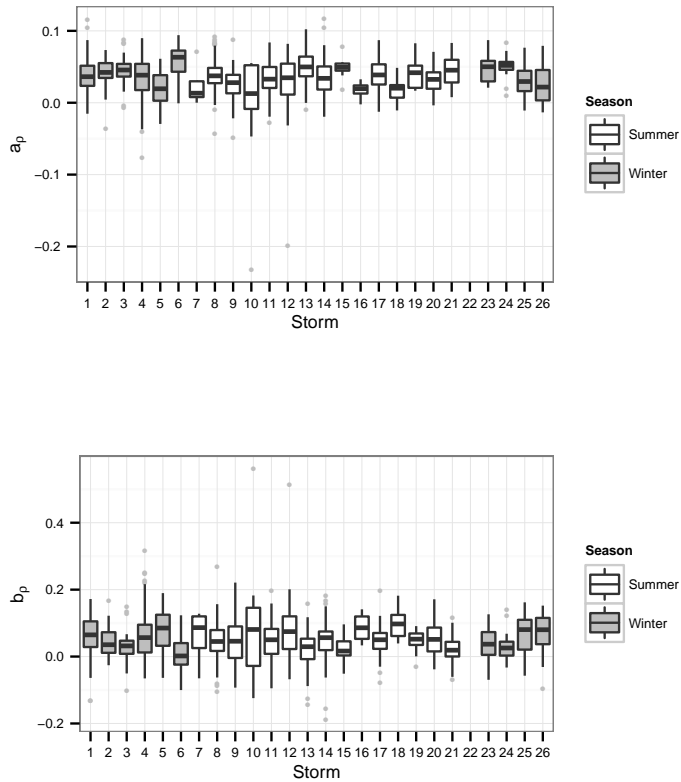 0.1
0.0
−0.1
−0.2
aρ
1 2 3 4 5 6 7 8 9 10 11 12 13 14 15 16 17 18 19 20 21 22 23 24 25 26
Storm
Season
Summer
Winter
0.4
0.2
0.0
−0.2
bρ
1 2 3 4 5 6 7 8 9 10 11 12 13 14 15 16 17 18 19 20 21 22 23 24 25 26
Storm
Season
Summer
Winter